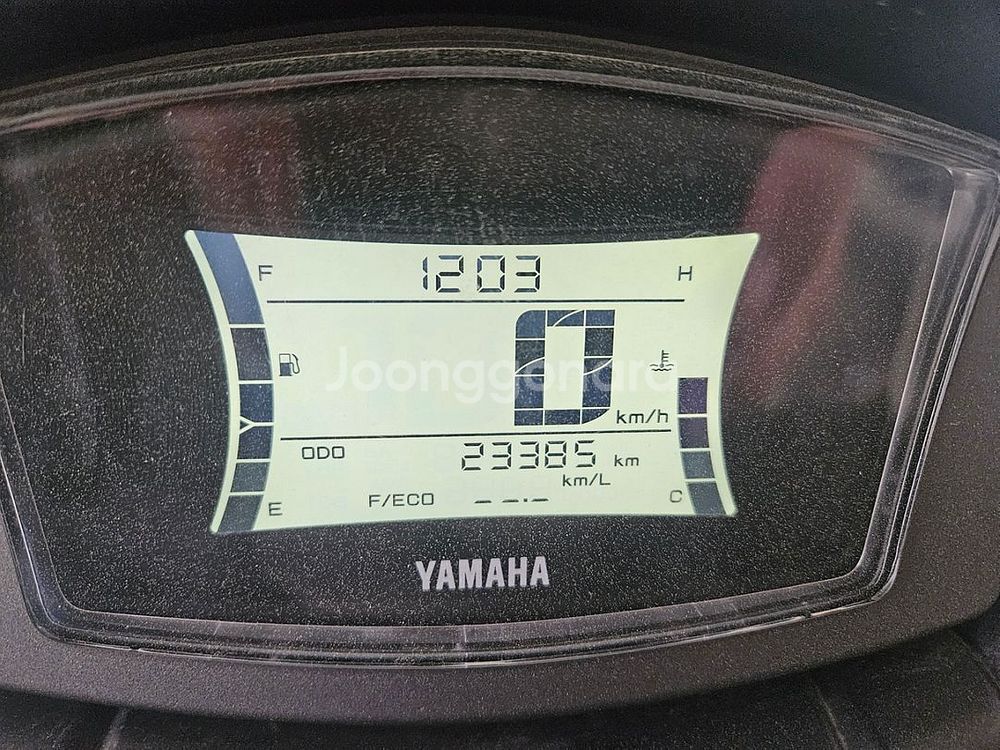 F 1203 H
0 km/h
Joonggonara
ODO 23385 km
km/L
F/ECO --.-
E C
YAMAHA